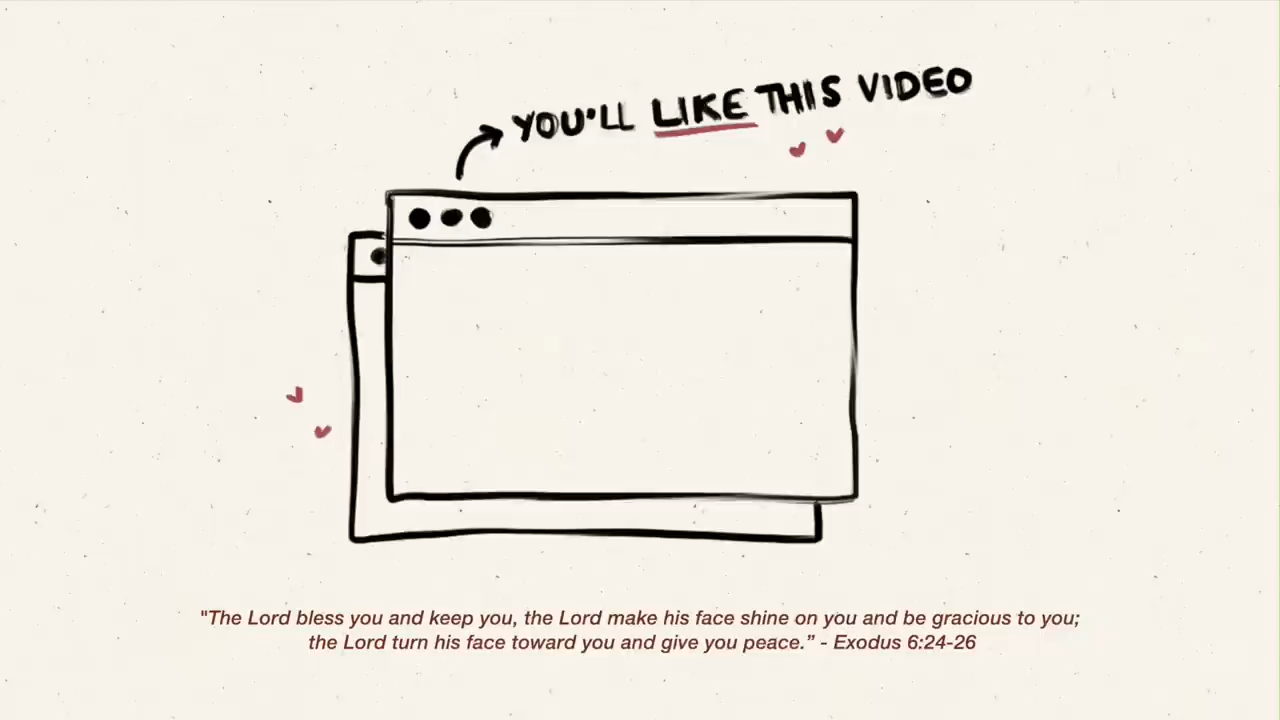 YOU'LL LIKE THIS VIDEO
"The Lord bless you and keep you, the Lord make his face shine on you and be gracious to you;
the Lord turn his face toward you and give you peace.” - Exodus 6:24-26